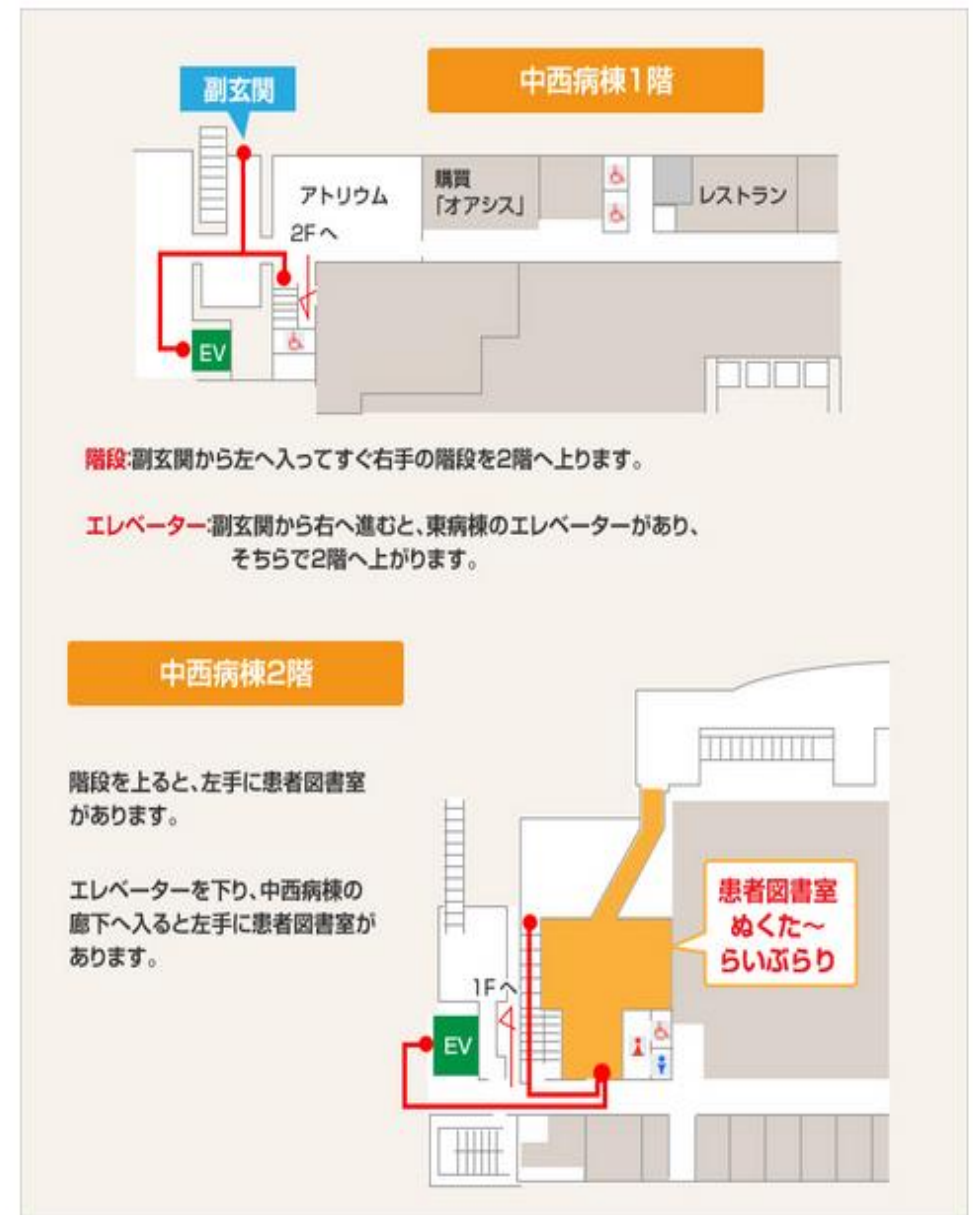 中西病棟1階
副玄関
アトリウム
2Fへ
購買
「オアシス」
レストラン
EV
階段:副玄関から左へ入ってすぐ右手の階段を2階へ上ります。
エレベーター:副玄関から右へ進むと、東病棟のエレベーターがあり、
そちらで2階へ上がります。
中西病棟2階
階段を上ると、左手に患者図書室
があります。
エレベーターを下り、中西病棟の
廊下へ入ると左手に患者図書室が
あります。
患者図書室
ぬくた〜
らいぶらり
1Fへ
EV